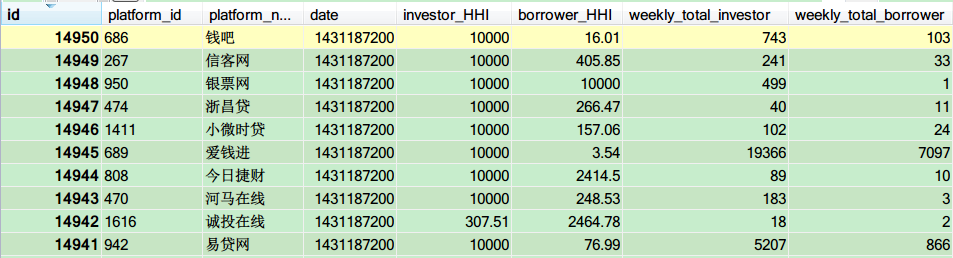 id platform_id platform_n... date investor_HHI borrower_HHI weekly_total_investor weekly_total_borrower
14950 686 钱吧 1431187200 10000 16.01 743 103
14949 267 信客网 1431187200 10000 405.85 241 33
14948 950 银票网 1431187200 10000 10000 499 1
14947 474 浙昌贷 1431187200 10000 266.47 40 11
14946 1411 小微时贷 1431187200 10000 157.06 102 24
14945 689 爱钱进 1431187200 10000 3.54 19366 7097
14944 808 今日捷财 1431187200 10000 2414.5 89 10
14943 470 河马在线 1431187200 10000 248.53 183 3
14942 1616 诚投在线 1431187200 307.51 2464.78 18 2
14941 942 易贷网 1431187200 10000 76.99 5207 866